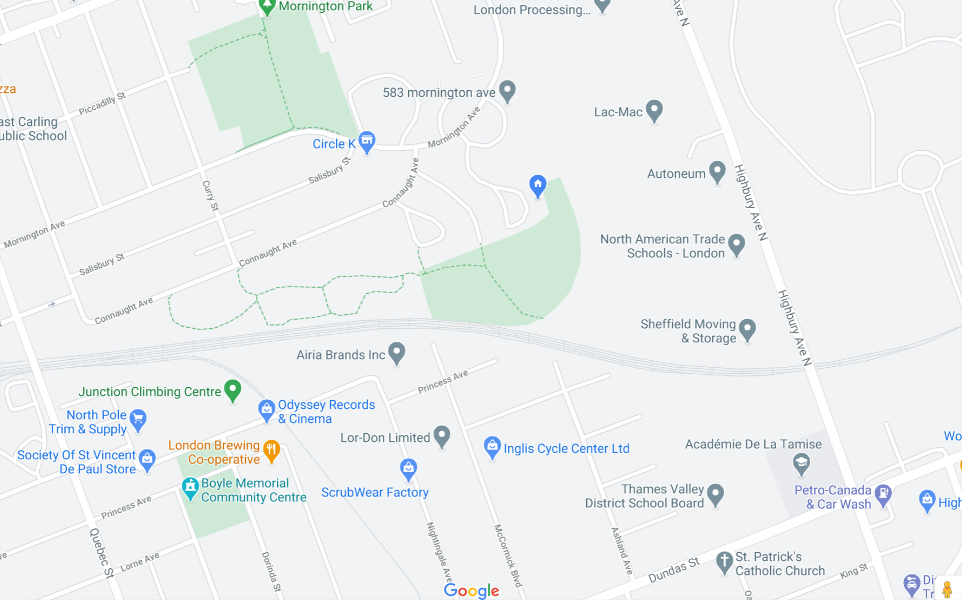 Mornington Park
London Processing...
Ave N
zza
Piccadilly St
583 mornington ave
Lac-Mac
ast Carling
ublic School
Circle K
Mornington Ave
Salisbury St
Autoneum
Highbury Ave N
Curry St
Connaught Ave
Mornington Ave
Connaught Ave
North American Trade
Schools - London
Salisbury St
Connaught Ave
Highbury Ave N
Sheffield Moving
& Storage
Airia Brands Inc
Princess Ave
Junction Climbing Centre
Odyssey Records
& Cinema
North Pole
Trim & Supply
London Brewing
Co-operative
Lor-Don Limited
Inglis Cycle Center Ltd
Académie De La Tamise
Wo
Society Of St Vincent
De Paul Store
Boyle Memorial
Community Centre
ScrubWear Factory
Thames Valley
District School Board
Petro-Canada
& Car Wash
High
Princess Ave
Quebec St
Lorne Ave
Dorinda St
Nightingale Ave
McCormick Blvd
Ashland Ave
Dundas St
St. Patrick's
Catholic Church
King St
Oa
Dis
Tr
Google